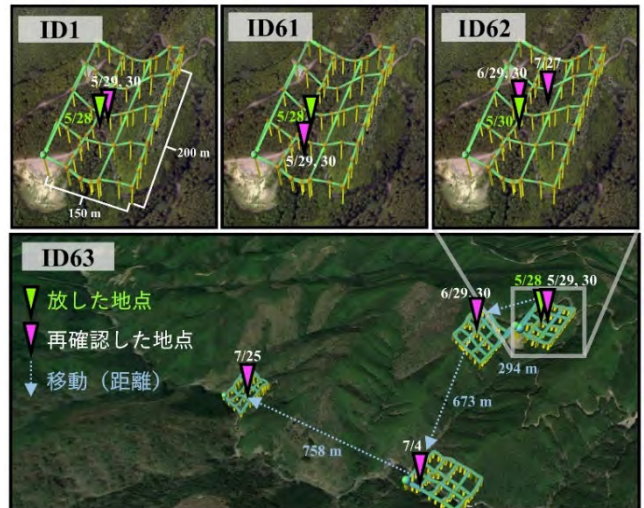 ID1
5/29, 30
5/28
200 m
150 m
ID61
5/28
5/29, 30
ID62
6/29, 30
7/27
5/30
ID63
放した地点
再確認した地点
移動（距離）
5/28
5/29, 30
6/29, 30
294 m
673 m
7/25
758 m
7/4